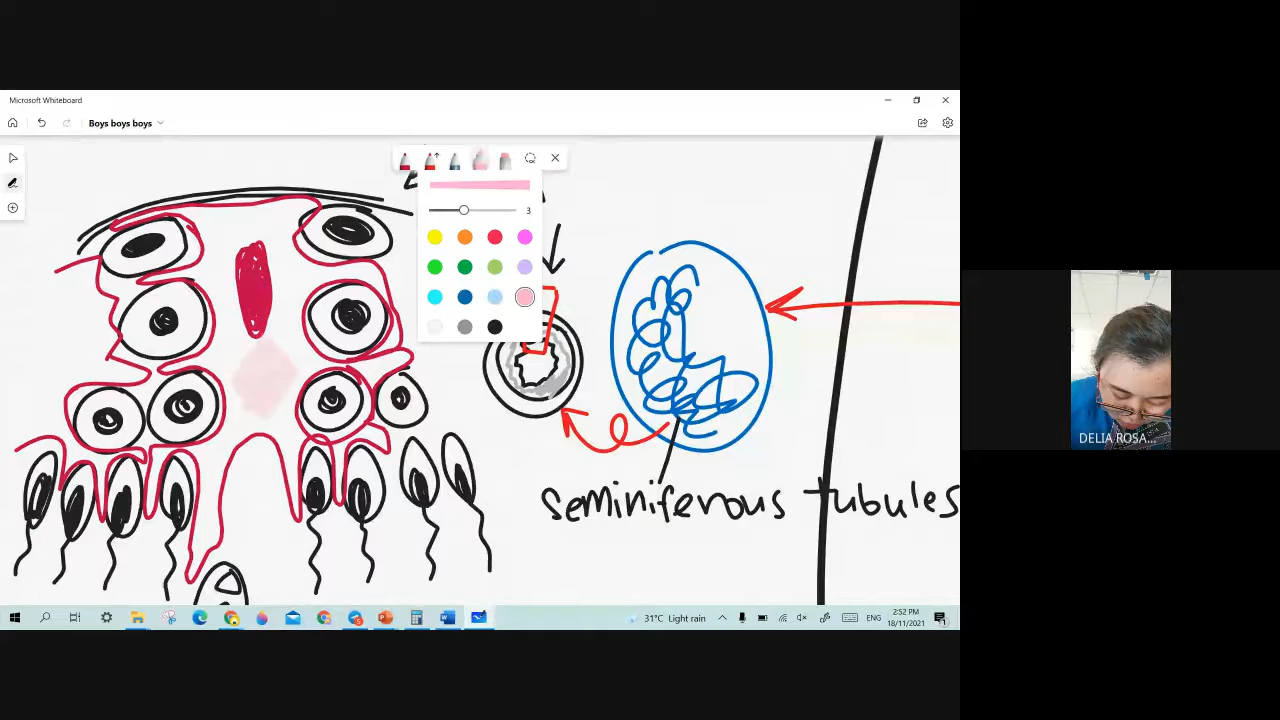 Microsoft Whiteboard
Boys boys boys
3
seminiferous tubules
DELIA ROSA...
31°C Light rain
ENG
2:52 PM
18/11/2021